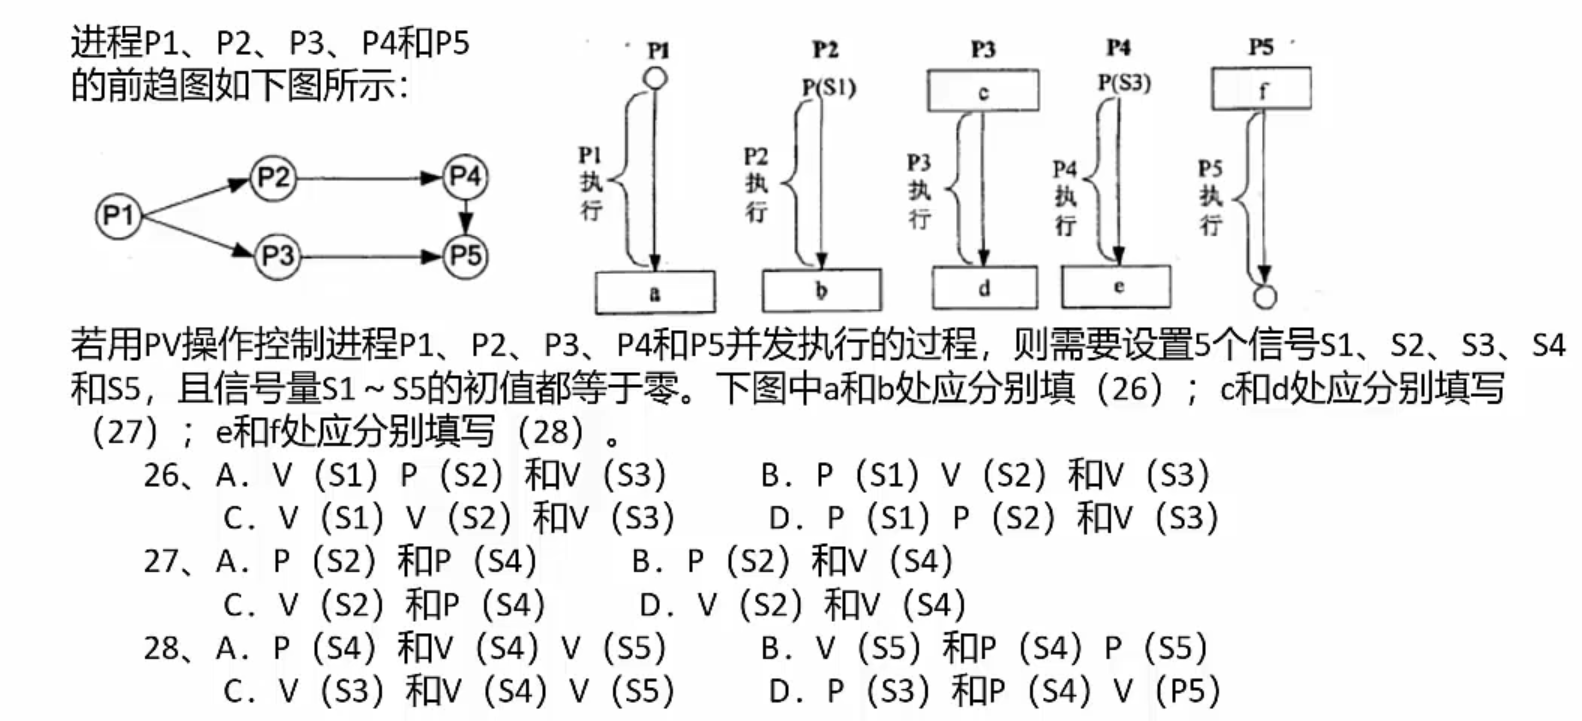 进程P1、P2、P3、P4和P5
的前趋图如下图所示：
P1
P2
P3
P4
P5
P1 P2 P3 P4 P5
P(S1) c P(S3) f
P1执行
P2执行
P3执行
P4执行
P5执行
a b d e
若用PV操作控制进程P1、P2、P3、P4和P5并发执行的过程，则需要设置5个信号S1、S2、S3、S4
和S5，且信号量S1～S5的初值都等于零。下图中a和b处应分别填（26）；c和d处应分别填写
（27）；e和f处应分别填写（28）。
26、A．V（S1）P（S2）和V（S3） B．P（S1）V（S2）和V（S3）
C．V（S1）V（S2）和V（S3） D．P（S1）P（S2）和V（S3）
27、A．P（S2）和P（S4） B．P（S2）和V（S4）
C．V（S2）和P（S4） D．V（S2）和V（S4）
28、A．P（S4）和V（S4）V（S5） B．V（S5）和P（S4）P（S5）
C．V（S3）和V（S4）V（S5） D．P（S3）和P（S4）V（P5）